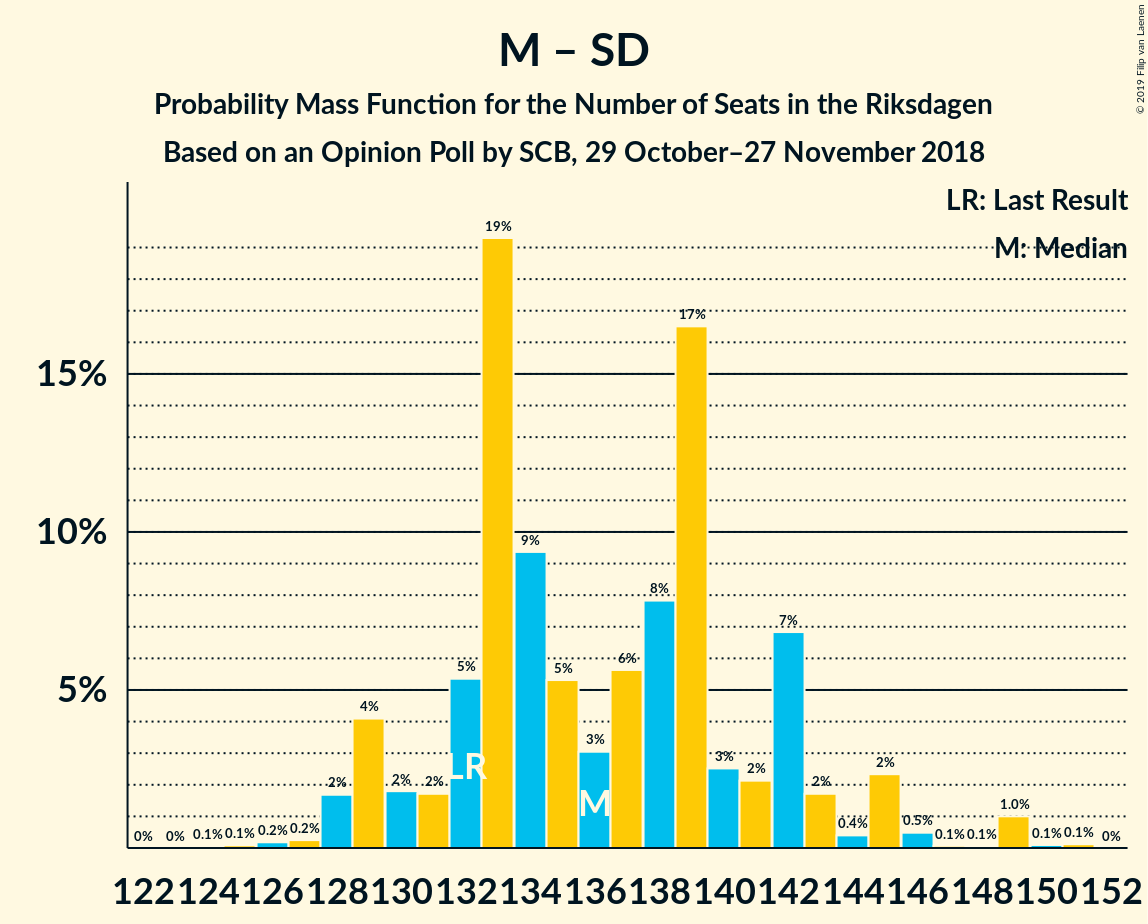 M – SD
Probability Mass Function for the Number of Seats in the Riksdagen
Based on an Opinion Poll by SCB, 29 October–27 November 2018
© 2019 Filip van Laenen
LR: Last Result
M: Median
15%
10%
5%
0% 0% 0.1% 0.1% 0.2% 0.2% 2% 4% 2% 2% 5% 19% 9% 5% 3% 6% 8% 17% 3% 2% 7% 2% 0.4% 2% 0.5% 0.1% 0.1% 1.0% 0.1% 0.1% 0%
LR
M
122 124 126 128 130 132 134 136 138 140 142 144 146 148 150 152